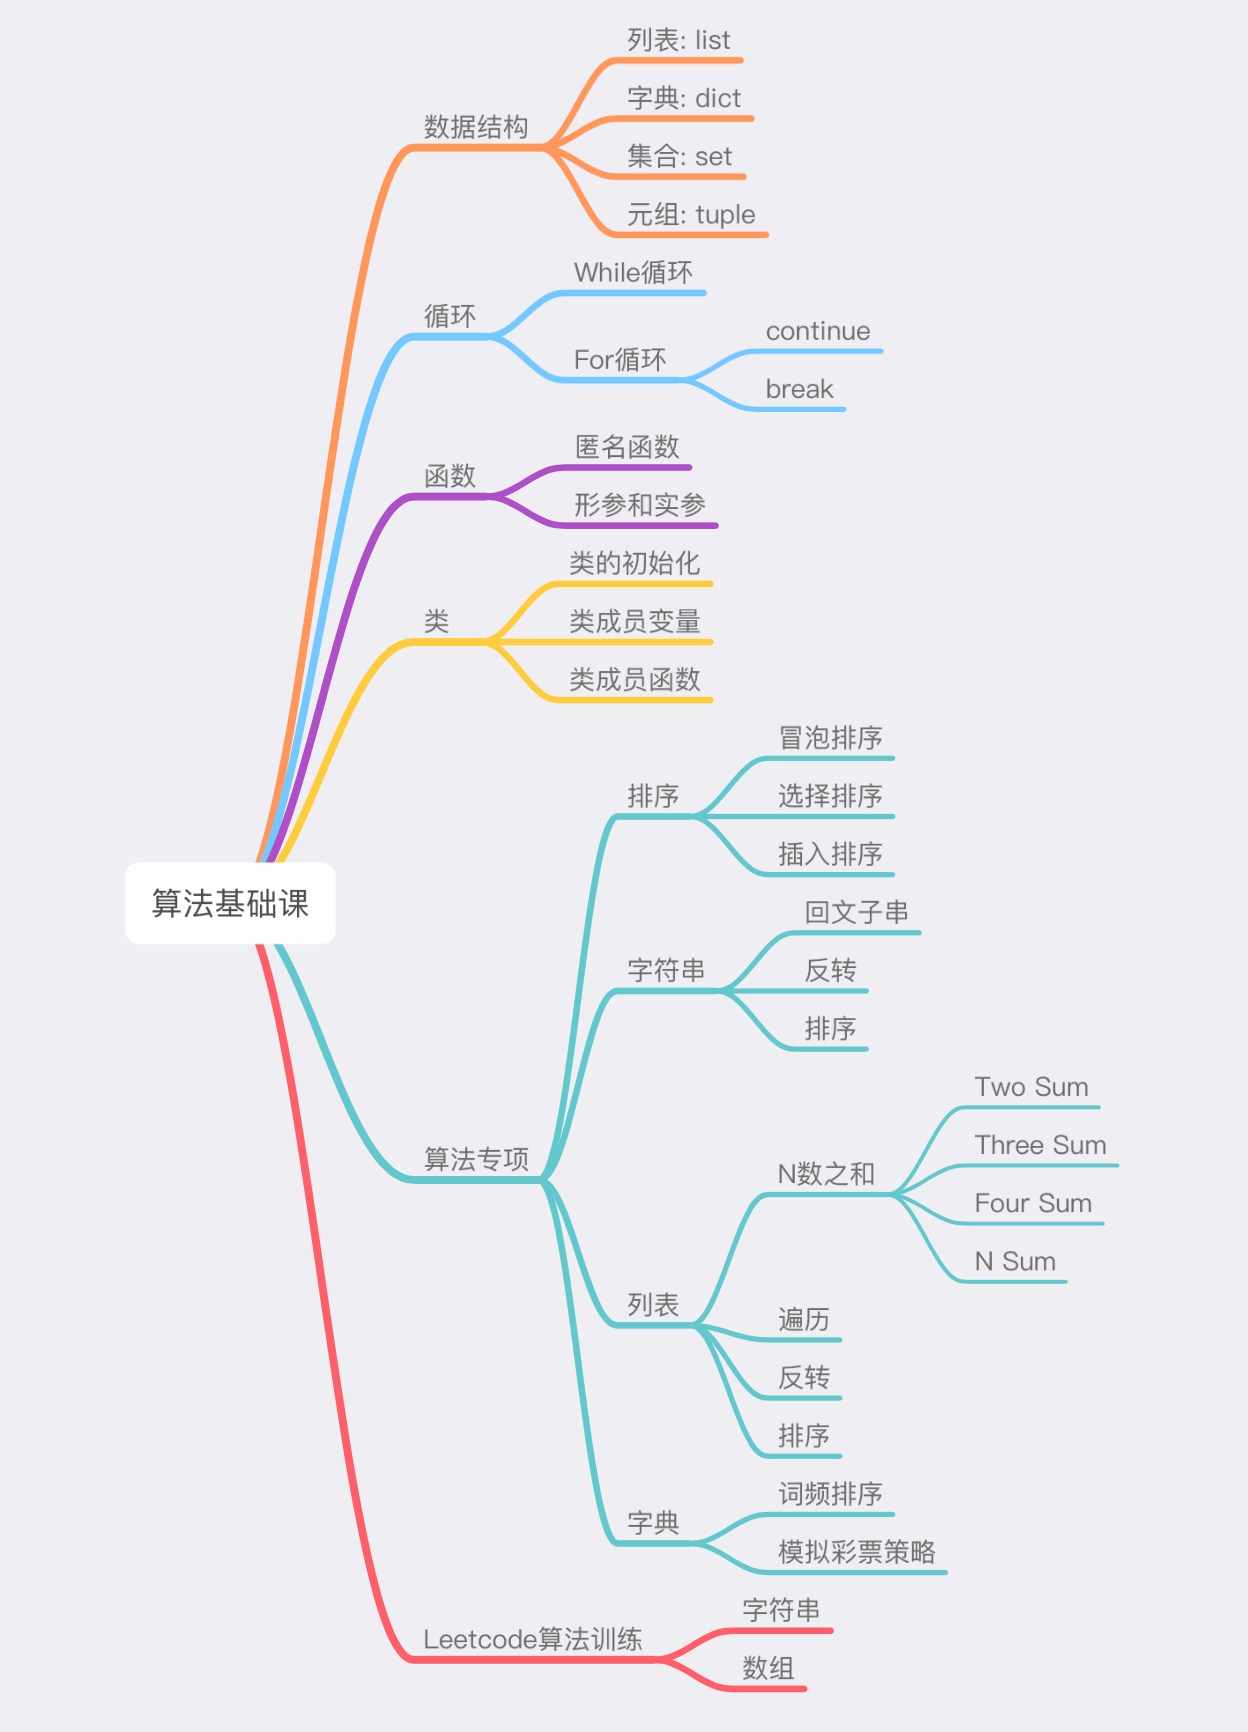 列表: list
字典: dict
数据结构
集合: set
元组: tuple
While循环
循环
continue
For循环
break
匿名函数
函数
形参和实参
类的初始化
类
类成员变量
类成员函数
冒泡排序
排序
选择排序
插入排序
算法基础课
回文子串
字符串
反转
排序
Two Sum
Three Sum
算法专项
N数之和
Four Sum
N Sum
列表
遍历
反转
排序
词频排序
字典
模拟彩票策略
字符串
Leetcode算法训练
数组